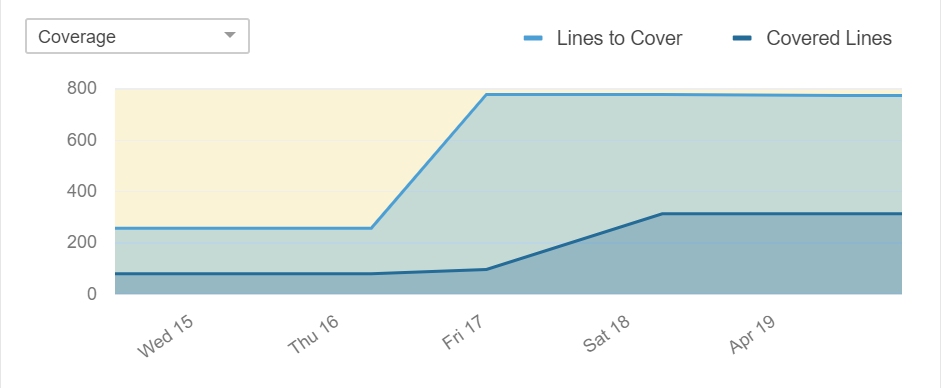 Coverage
Lines to Cover
Covered Lines
800
600
400
200
0
Wed 15
Thu 16
Fri 17
Sat 18
Apr 19